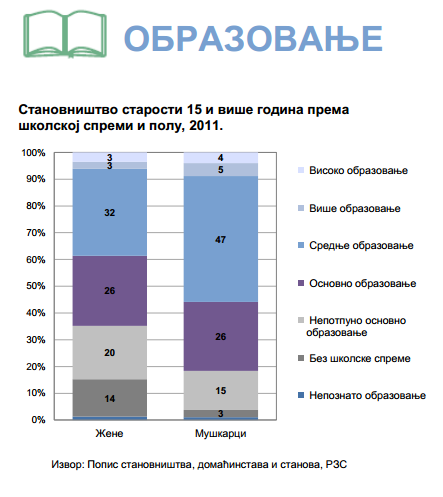 ОБРАЗОВАЊЕ
Становништво старости 15 и више година према
школској спреми и полу, 2011.
100%
90%
80%
70%
60%
50%
40%
30%
20%
10%
0%
3
3
32
26
20
14
4
5
47
26
15
3
Жене
Мушкарци
Високо образовање
Више образовање
Средње образовање
Основно образовање
Непотпуно основно
образовање
Без школске спреме
Непознато образовање
Извор: Попис становништва, домаћинстава и станова, РЗС